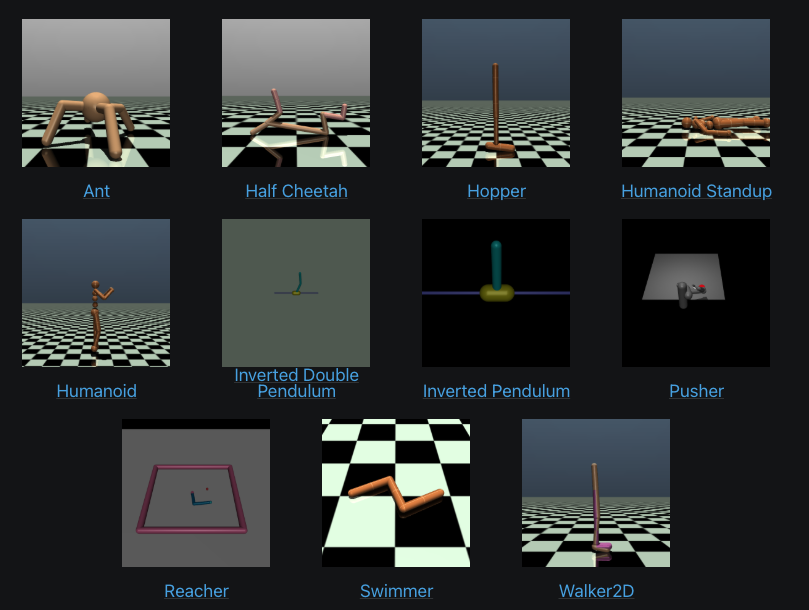 Ant
Half Cheetah
Hopper
Humanoid Standup
Humanoid
Inverted Double
Pendulum
Inverted Pendulum
Pusher
Reacher
Swimmer
Walker2D